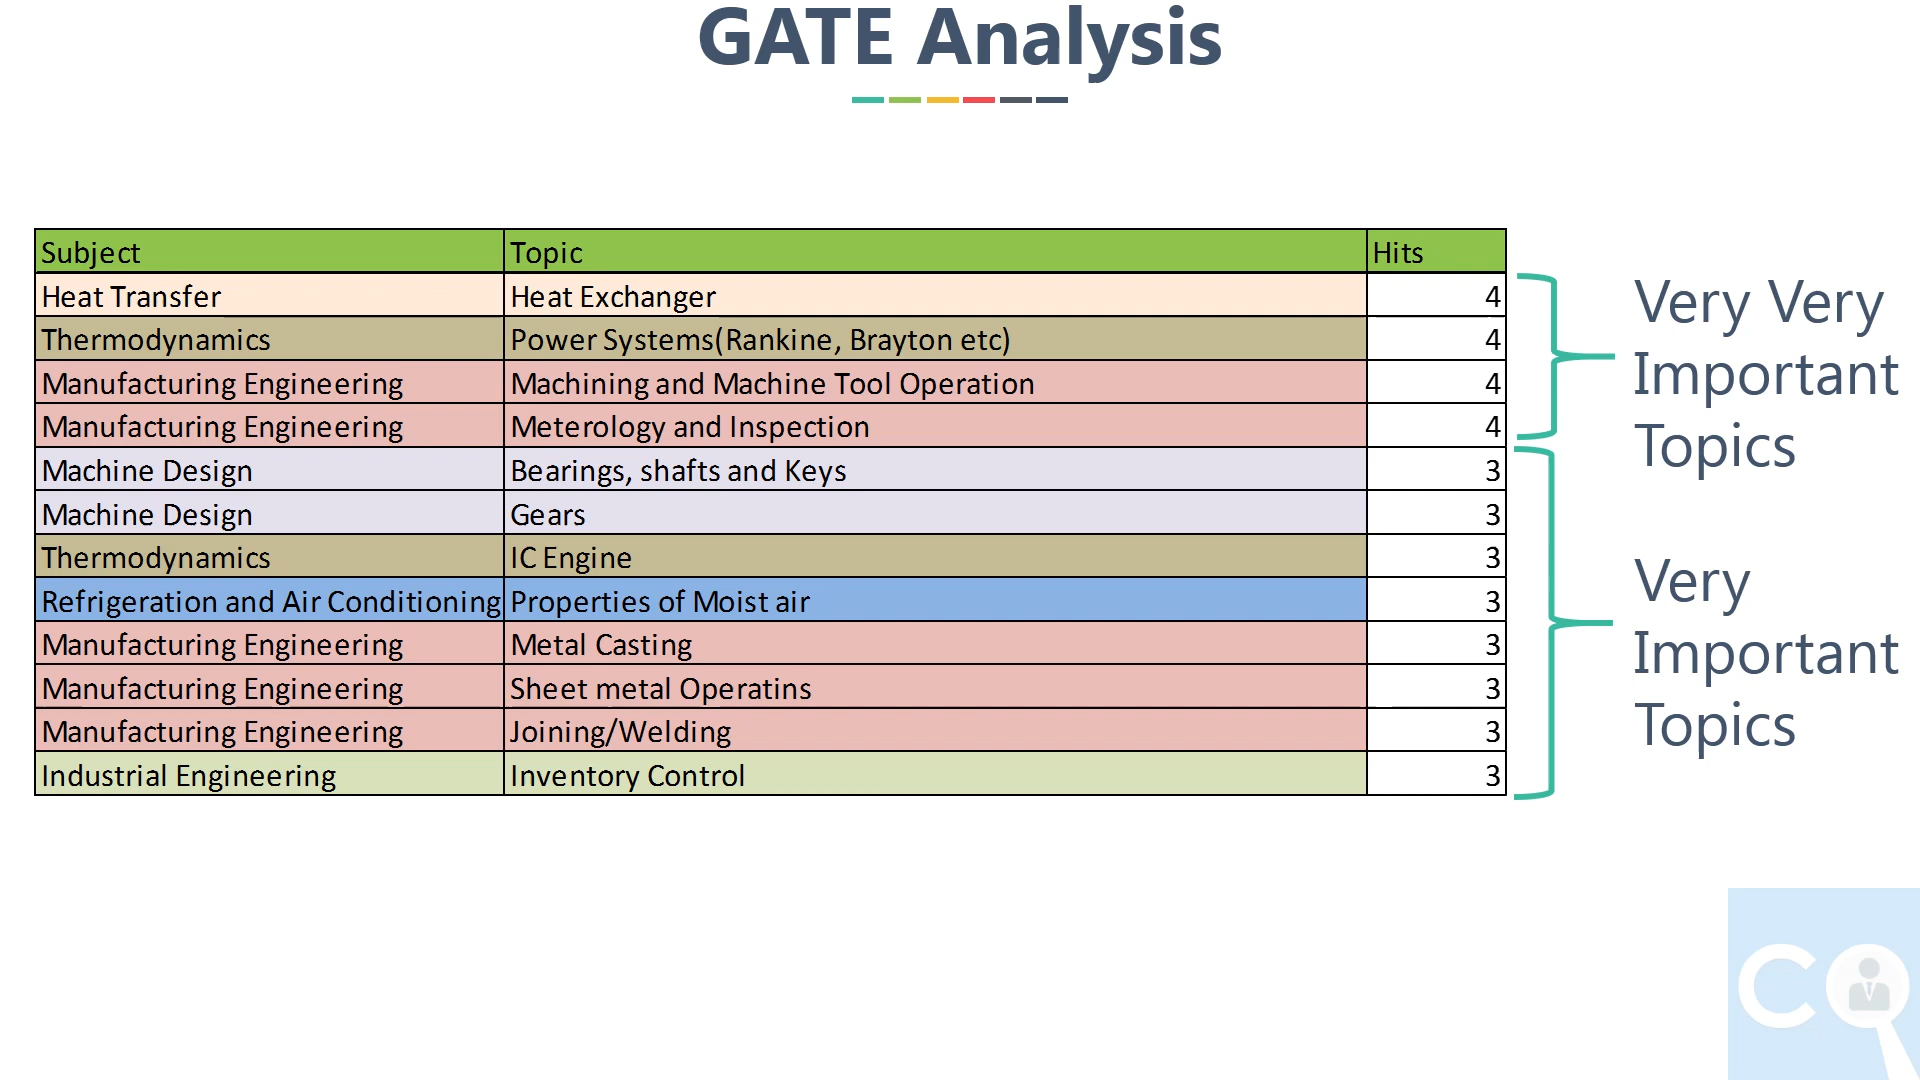 GATE Analysis
Subject Topic Hits
Heat Transfer Heat Exchanger 4
Thermodynamics Power Systems(Rankine, Brayton etc) 4
Manufacturing Engineering Machining and Machine Tool Operation 4
Manufacturing Engineering Meterology and Inspection 4
Machine Design Bearings, shafts and Keys 3
Machine Design Gears 3
Thermodynamics IC Engine 3
Refrigeration and Air Conditioning Properties of Moist air 3
Manufacturing Engineering Metal Casting 3
Manufacturing Engineering Sheet metal Operatins 3
Manufacturing Engineering Joining/Welding 3
Industrial Engineering Inventory Control 3
Very Very
Important
Topics
Very
Important
Topics